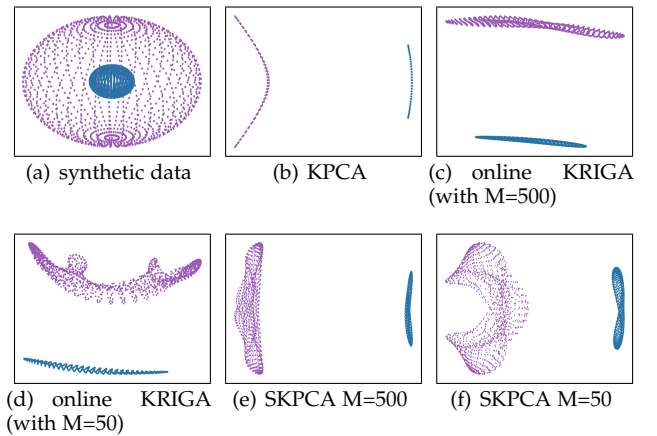 (a) synthetic data
(b) KPCA
(c) online KRIGA
(with M=500)
(d) online KRIGA
(with M=50)
(e) SKPCA M=500
(f) SKPCA M=50